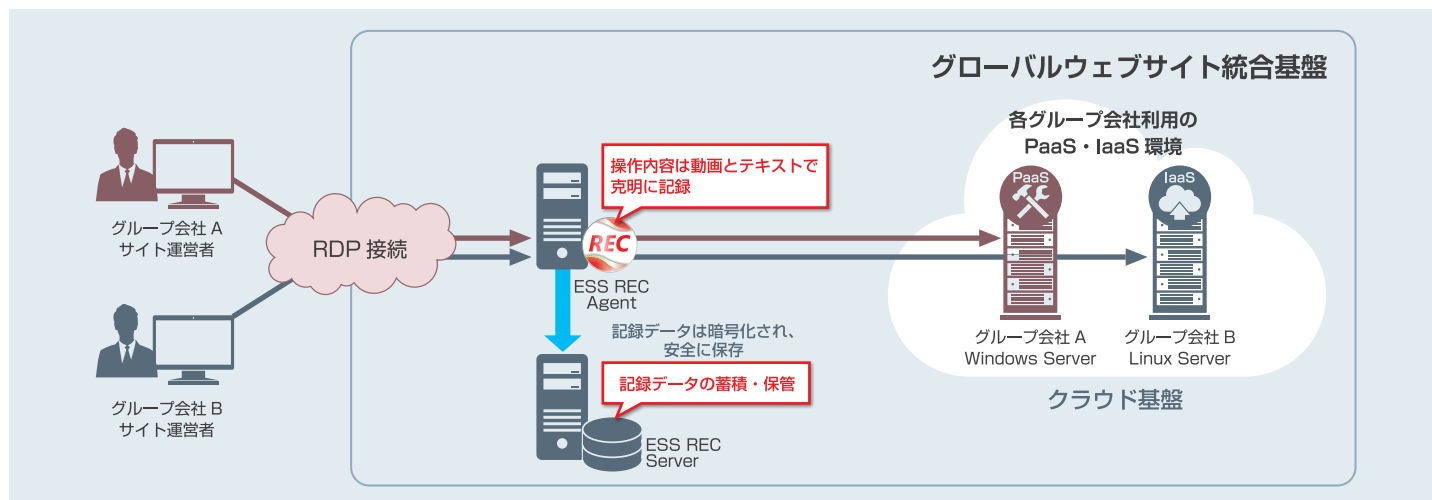 グローバルウェブサイト統合基盤
グループ会社 A
サイト運営者
グループ会社 B
サイト運営者
RDP 接続
操作内容は動画とテキストで
克明に記録
REC
ESS REC
Agent
記録データは暗号化され、
安全に保存
記録データの蓄積・保管
ESS REC
Server
各グループ会社利用の
PaaS・IaaS 環境
PaaS
IaaS
グループ会社 A
Windows Server
グループ会社 B
Linux Server
クラウド基盤